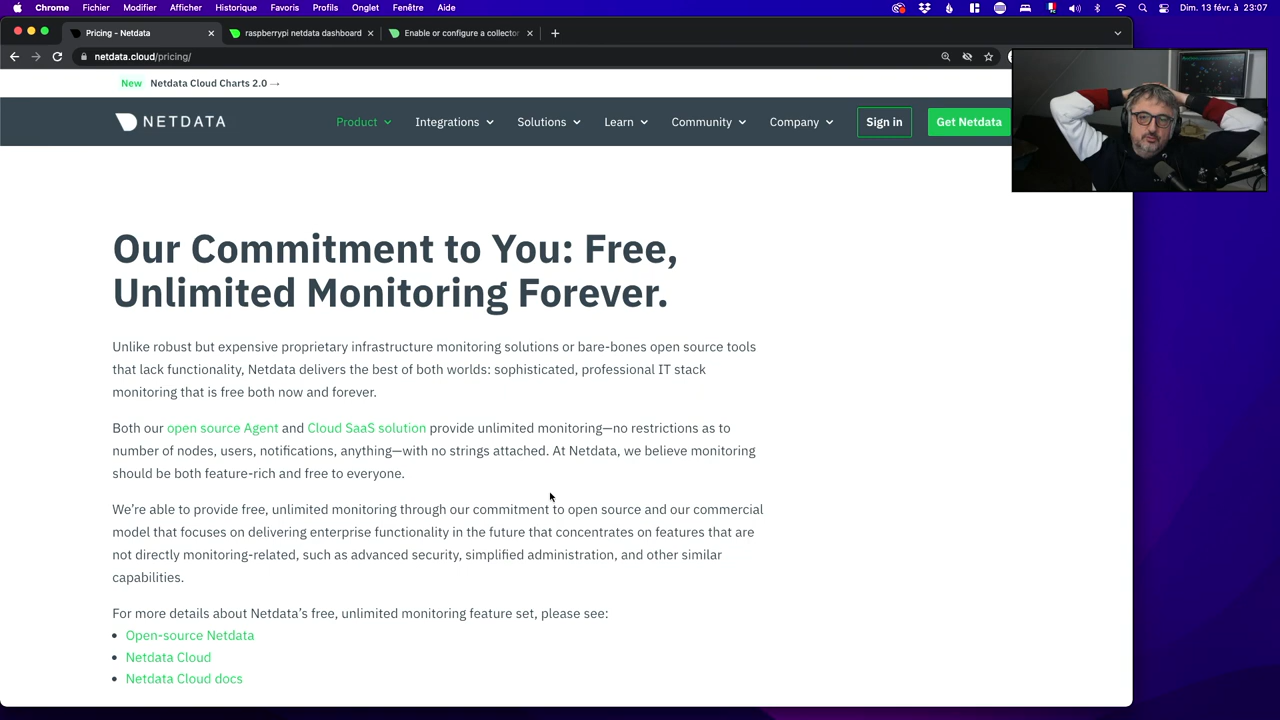 Chrome Fichier Modifier Afficher Historique Favoris Profils Onglet Fenêtre Aide Dim. 13 févr. à 23:07
Pricing - Netdata raspberrypi netdata dashboard Enable or configure a collector
netdata.cloud/pricing/
New Netdata Cloud Charts 2.0 →
NETDATA Product Integrations Solutions Learn Community Company Sign in Get Netdata
Our Commitment to You: Free,
Unlimited Monitoring Forever.
Unlike robust but expensive proprietary infrastructure monitoring solutions or bare-bones open source tools
that lack functionality, Netdata delivers the best of both worlds: sophisticated, professional IT stack
monitoring that is free both now and forever.
Both our open source Agent and Cloud SaaS solution provide unlimited monitoring—no restrictions as to
number of nodes, users, notifications, anything—with no strings attached. At Netdata, we believe monitoring
should be both feature-rich and free to everyone.
We’re able to provide free, unlimited monitoring through our commitment to open source and our commercial
model that focuses on delivering enterprise functionality in the future that concentrates on features that are
not directly monitoring-related, such as advanced security, simplified administration, and other similar
capabilities.
For more details about Netdata’s free, unlimited monitoring feature set, please see:
• Open-source Netdata
• Netdata Cloud
• Netdata Cloud docs